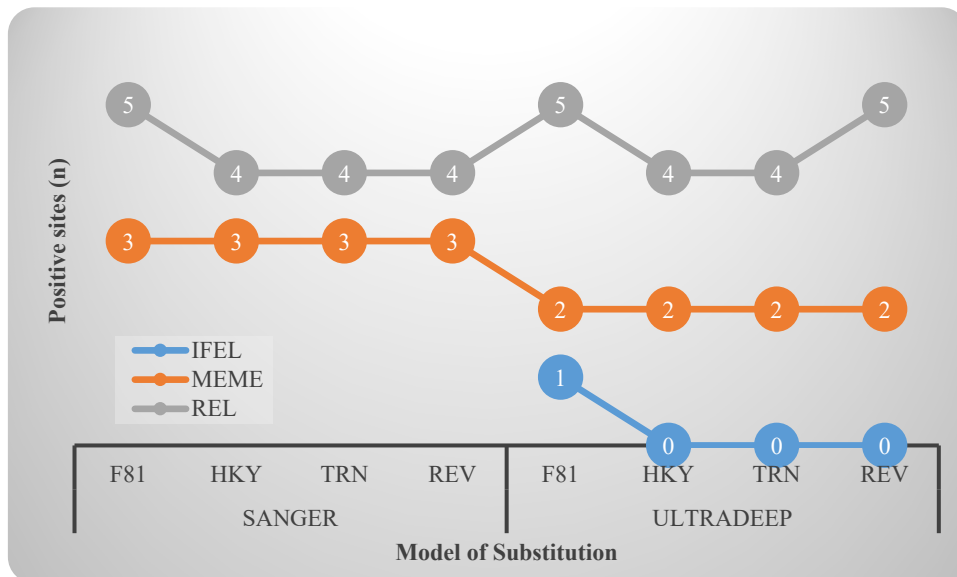 5 5 5
4 4 4 4 4
3 3 3 3
2 2 2 2
1
0 0 0
Positive sites (n)
IFEL
MEME
REL
F81 HKY TRN REV F81 HKY TRN REV
SANGER ULTRADEEP
Model of Substitution